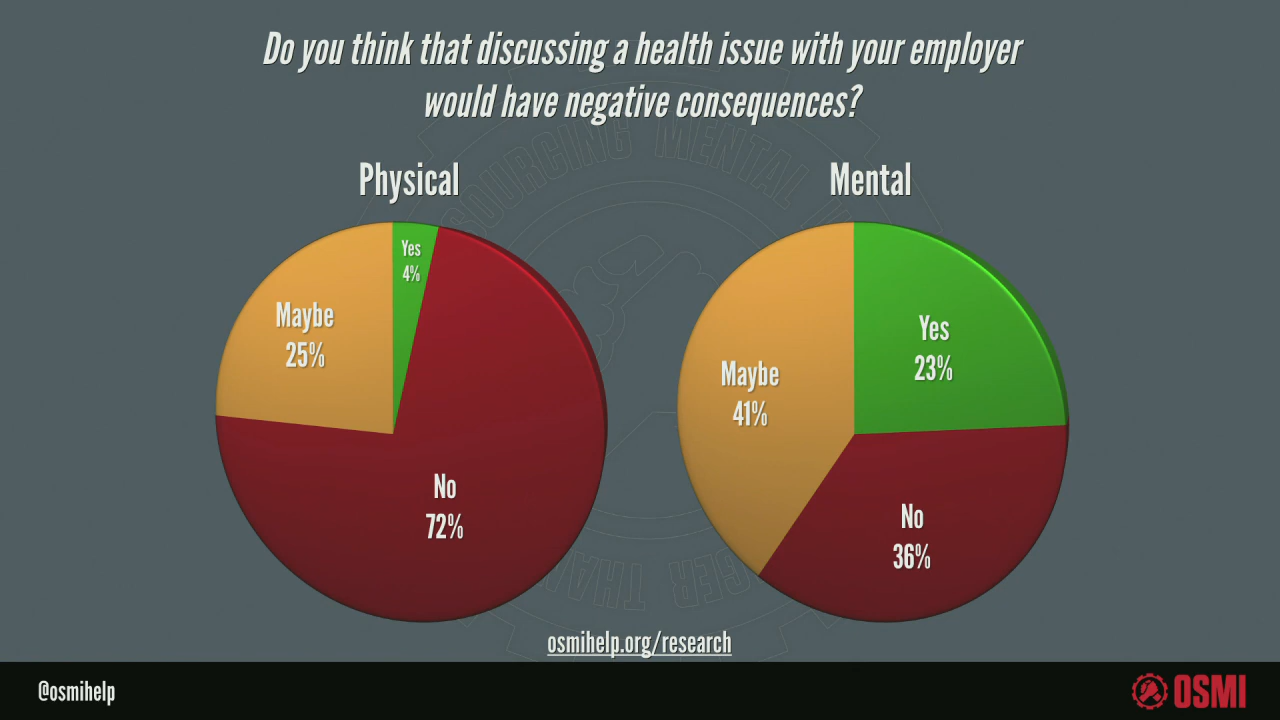 Do you think that discussing a health issue with your employer
would have negative consequences?
Physical
Yes
4%
Maybe
25%
No
72%
Mental
Yes
23%
Maybe
41%
No
36%
osmihelp.org/research
@osmihelp
OSMI